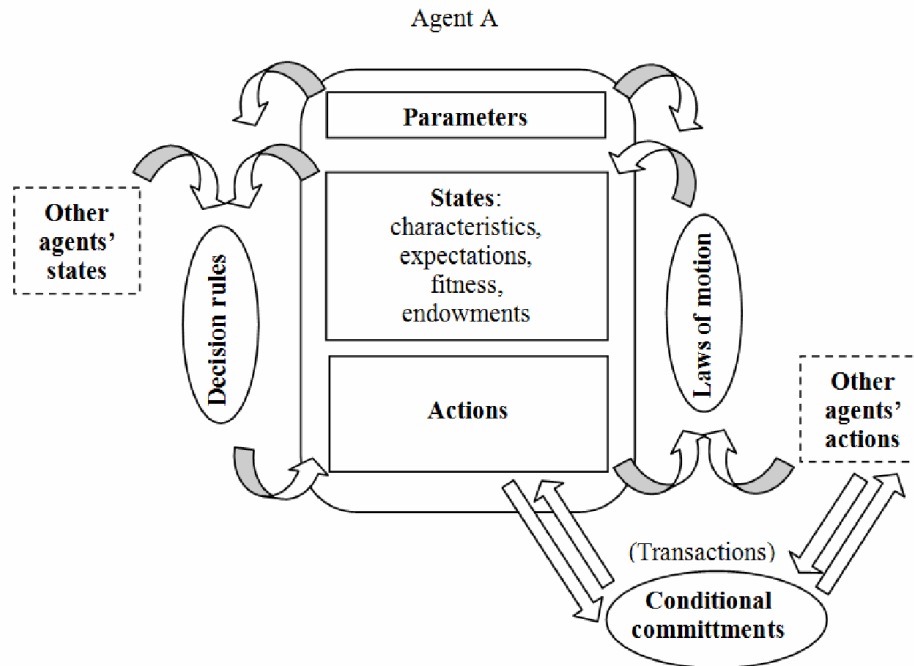 Agent A
Parameters
Other
agents’
states
States:
characteristics,
expectations,
fitness,
endowments
Decision rules
Laws of motion
Actions
Other
agents’
actions
(Transactions)
Conditional
committments